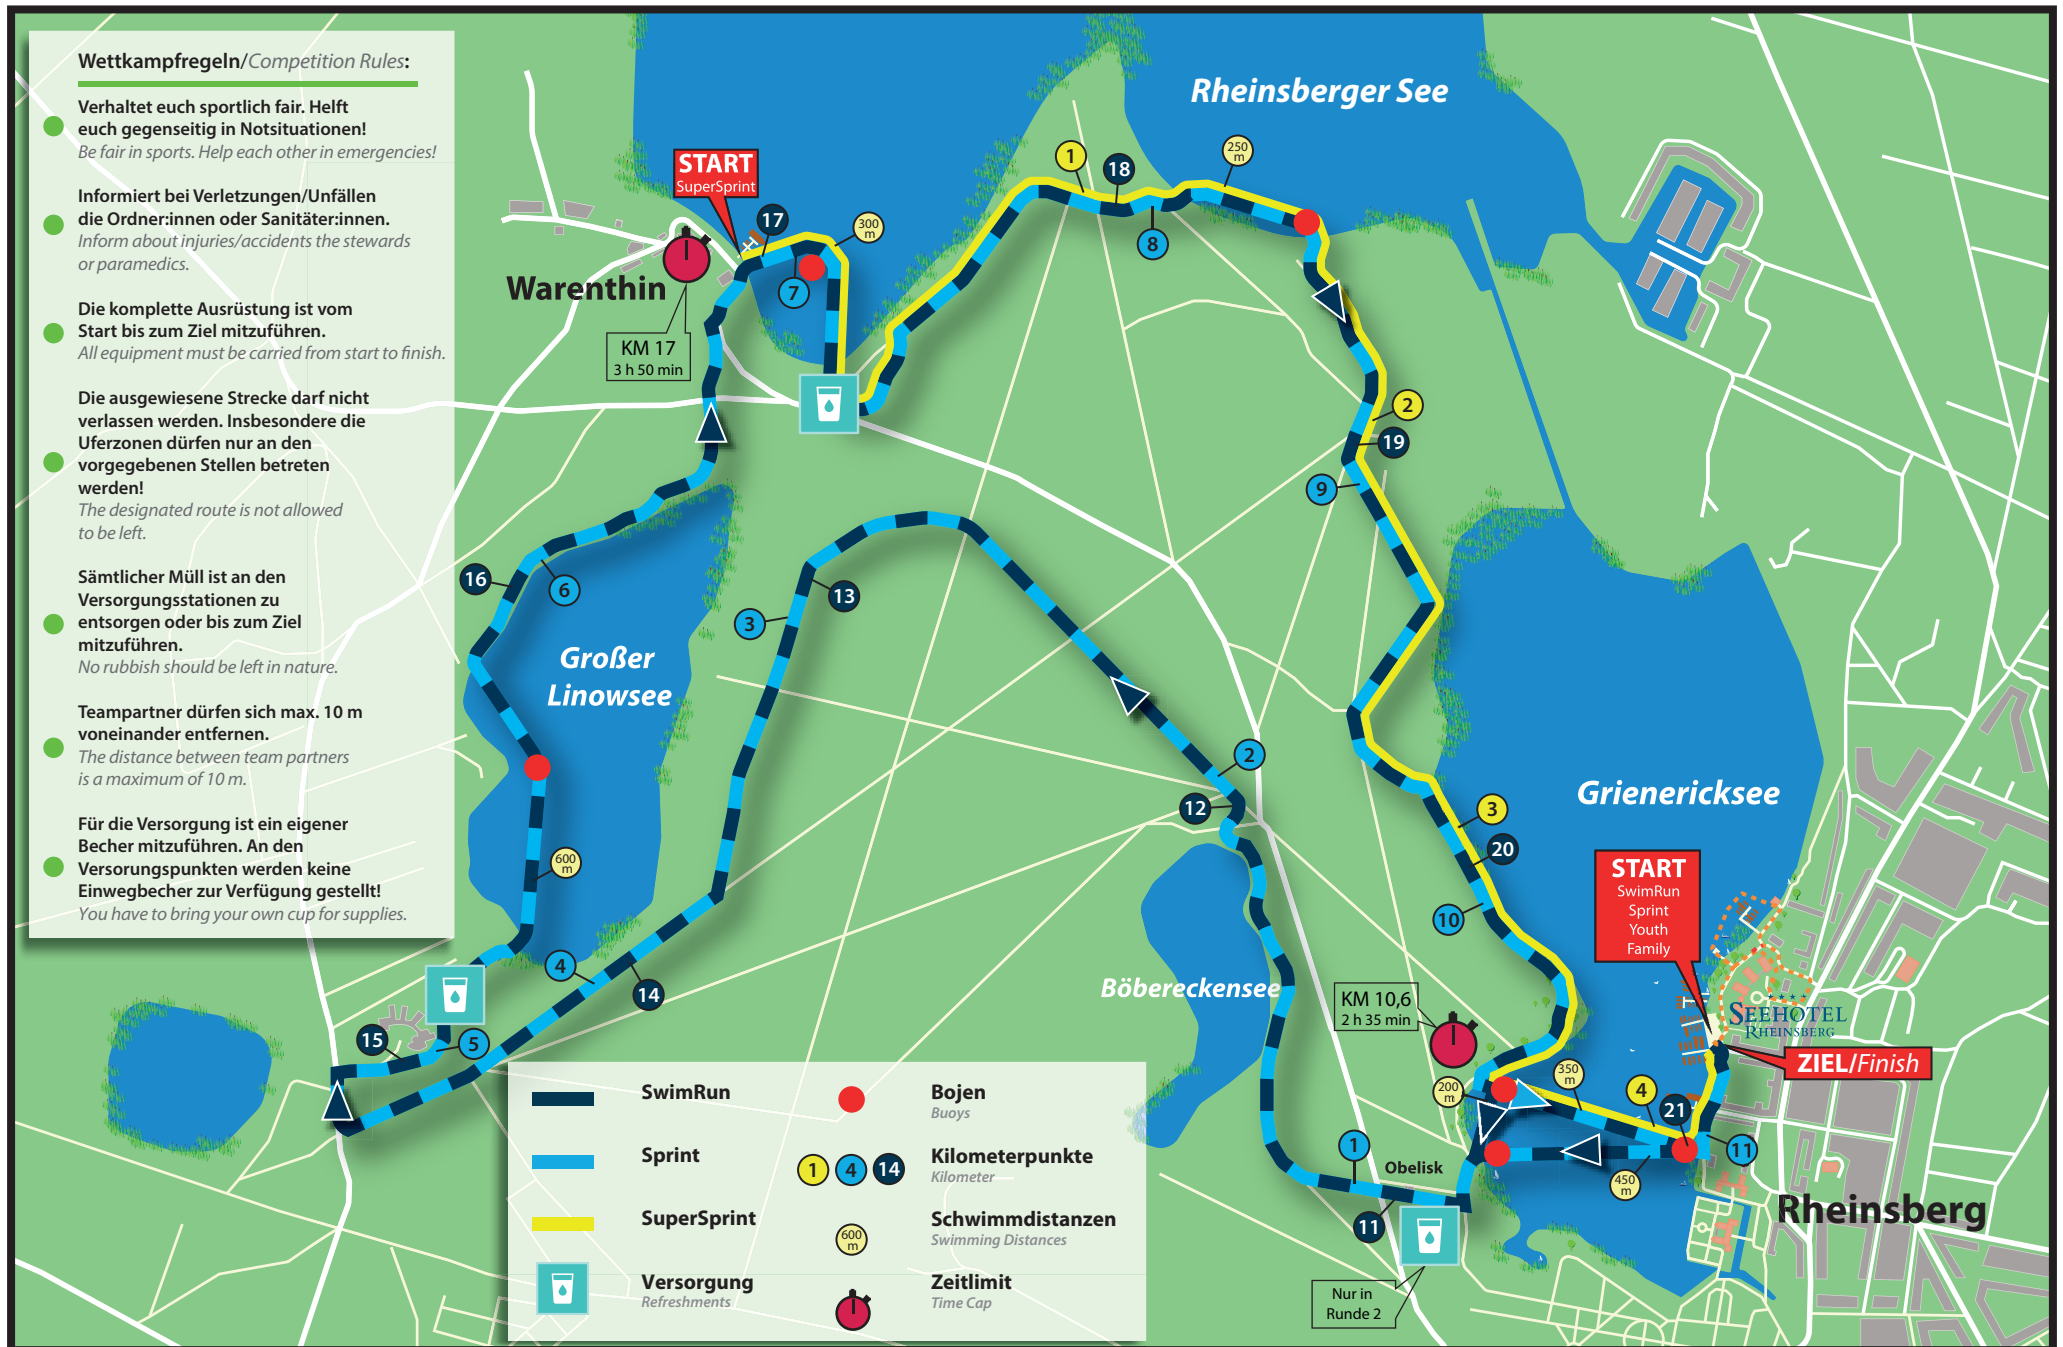 Wettkampfregeln/Competition Rules:
Verhaltet euch sportlich fair. Helft
euch gegenseitig in Notsituationen!
Be fair in sports. Help each other in emergencies!
Informiert bei Verletzungen/Unfällen
die Ordner:innen oder Sanitäter:innen.
Inform about injuries/accidents the stewards
or paramedics.
Die komplette Ausrüstung ist vom
Start bis zum Ziel mitzuführen.
All equipment must be carried from start to finish.
Die ausgewiesene Strecke darf nicht
verlassen werden. Insbesondere die
Uferzonen dürfen nur an den
vorgegebenen Stellen betreten
werden!
The designated route is not allowed
to be left.
Sämtlicher Müll ist an den
Versorgungsstationen zu
entsorgen oder bis zum Ziel
mitzuführen.
No rubbish should be left in nature.
Teampartner dürfen sich max. 10 m
voneinander entfernen.
The distance between team partners
is a maximum of 10 m.
Für die Versorgung ist ein eigener
Becher mitzuführen. An den
Versorungspunkten werden keine
Einwegbecher zur Verfügung gestellt!
You have to bring your own cup for supplies.
Rheinsberger See
START
SuperSprint
17
300
m
7
Warenthin
KM 17
3 h 50 min
1
18
250
m
8
2
19
9
16
6
Großer
Linowsee
3
13
2
12
600
m
4
14
15
5
Grienericksee
3
20
10
START
SwimRun
Sprint
Youth
Family
Böbereckensee
KM 10,6
2 h 35 min
SEEHOTEL
RHEINSBERG
ZIEL/Finish
200
m
350
m
4
21
11
450
m
1
Obelisk
11
Rheinsberg
Nur in
Runde 2
SwimRun
Sprint
SuperSprint
Versorgung
Refreshments
Bojen
Buoys
1
4
14
Kilometerpunkte
Kilometer
600
m
Schwimmdistanzen
Swimming Distances
Zeitlimit
Time Cap